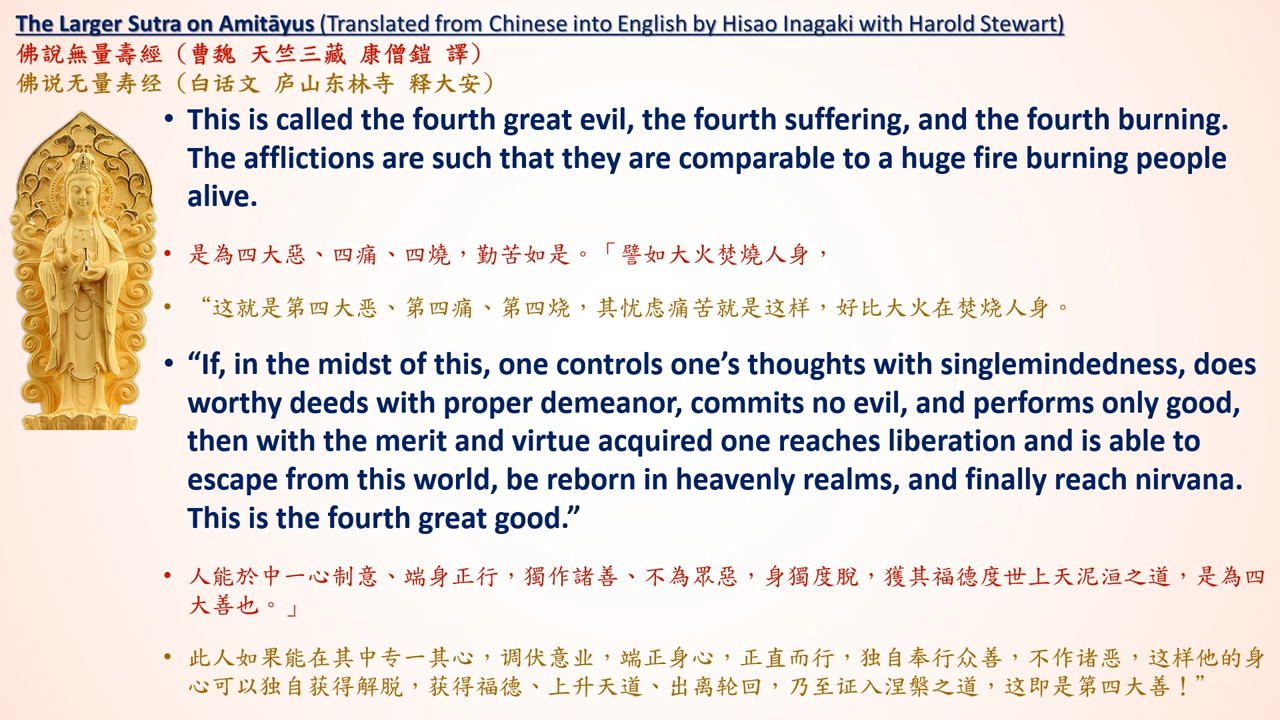 The Larger Sutra on Amitāyus (Translated from Chinese into English by Hisao Inagaki with Harold Stewart)
佛說無量壽經（曹魏 天竺三藏 康僧鎧 譯）
佛说无量寿经（白话文 庐山东林寺 释大安）
• This is called the fourth great evil, the fourth suffering, and the fourth burning.
The afflictions are such that they are comparable to a huge fire burning people
alive.
• 是為四大惡、四痛、四燒，勤苦如是。「譬如大火焚燒人身，
• “这就是第四大恶、第四痛、第四烧，其忧虑痛苦就是这样，好比大火在焚烧人身。
• “If, in the midst of this, one controls one’s thoughts with singlemindedness, does
worthy deeds with proper demeanor, commits no evil, and performs only good,
then with the merit and virtue acquired one reaches liberation and is able to
escape from this world, be reborn in heavenly realms, and finally reach nirvana.
This is the fourth great good.”
• 人能於中一心制意、端身正行，獨作諸善、不為眾惡，身獨度脫，獲其福德度世上天泥洹之道，是為四
大善也。」
• 此人如果能在其中专一其心，调伏意业，端正身心，正直而行，独自奉行众善，不作诸恶，这样他的身
心可以独自获得解脱，获得福德、上升天道、出离轮回，乃至证入涅槃之道，这即是第四大善！”